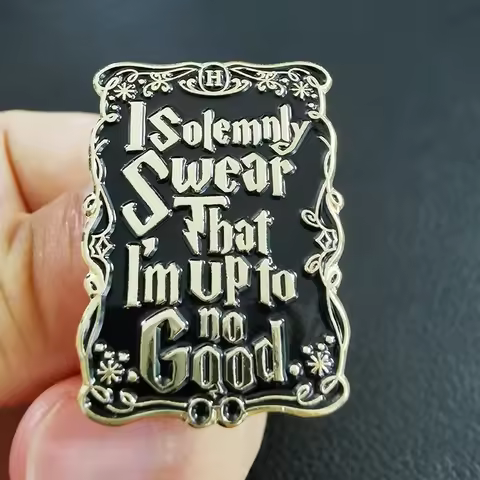 H
I Solemnly
Swear
That
I'm up to
no
Good.